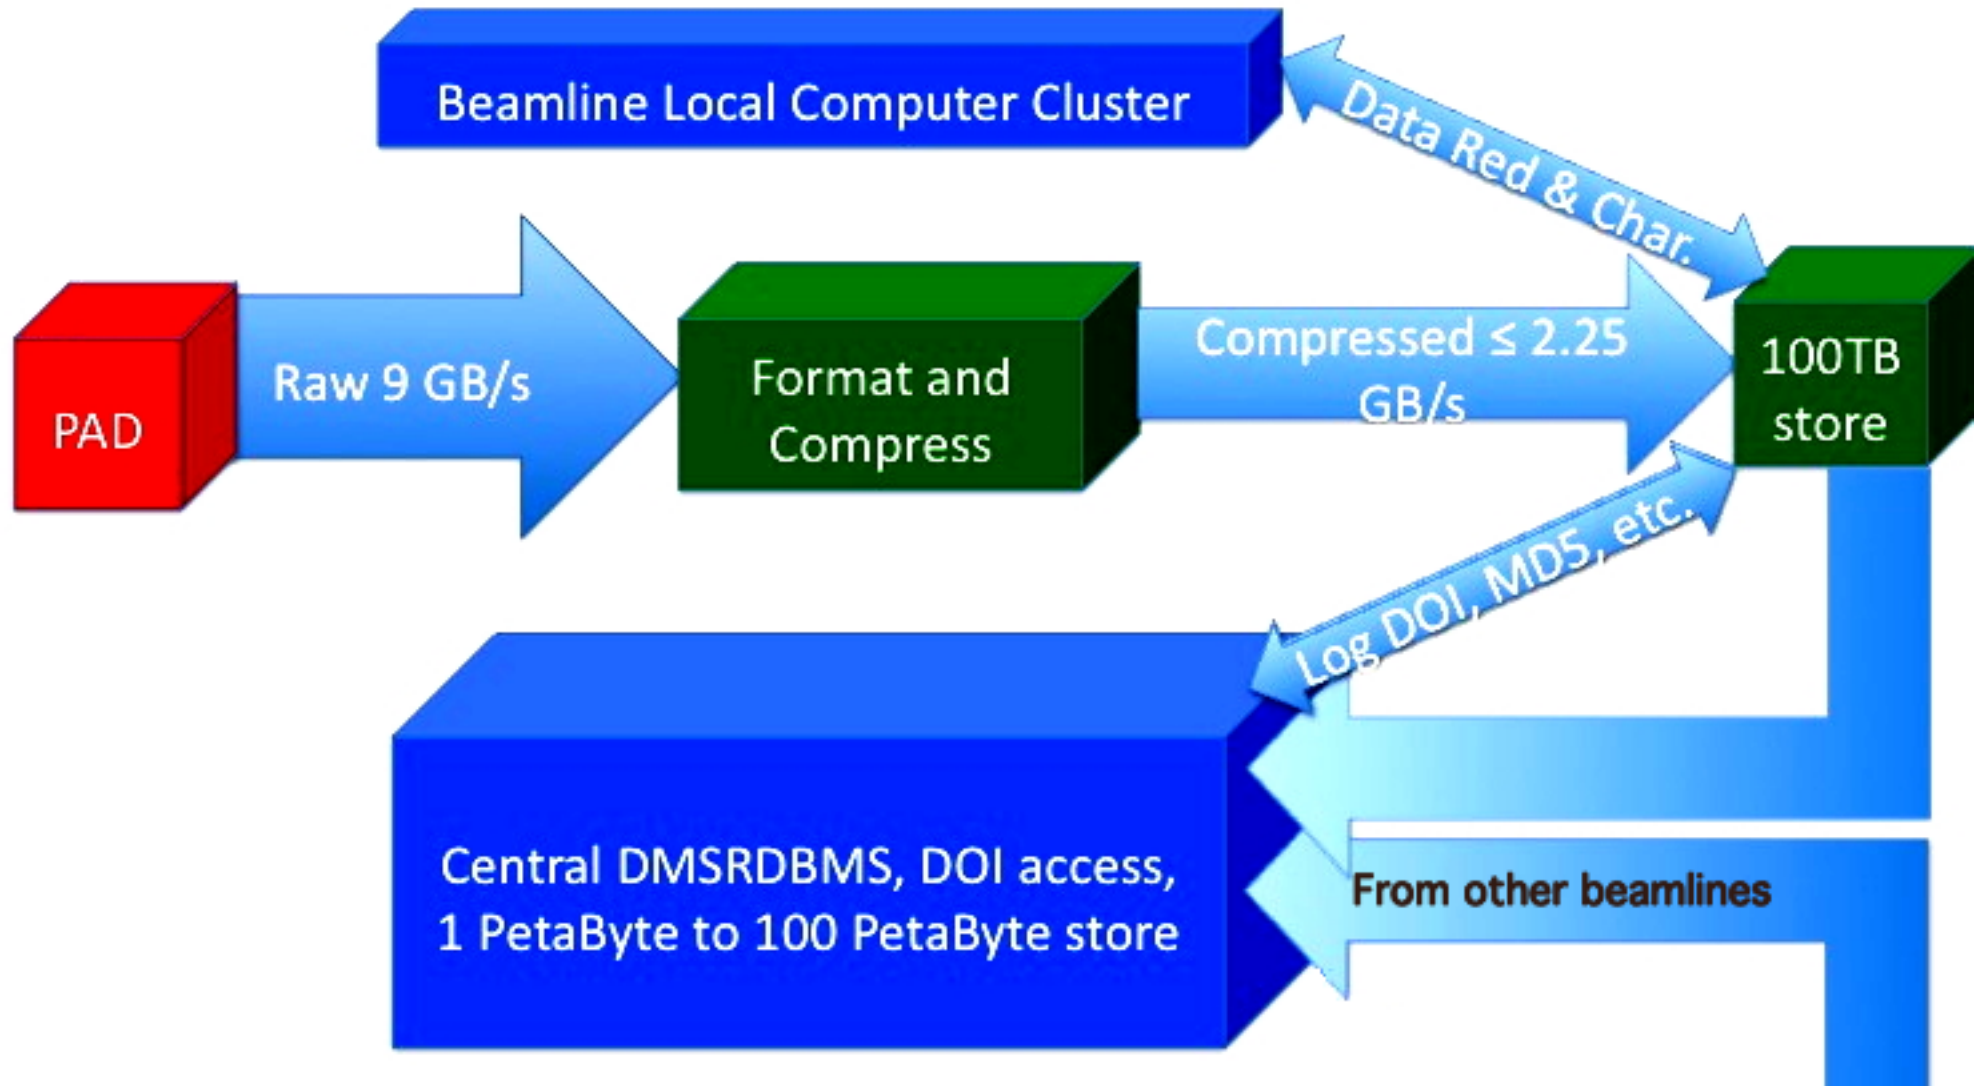 Beamline Local Computer Cluster
Data Red & Char.
PAD
Raw 9 GB/s
Format and
Compress
Compressed ≤ 2.25
GB/s
100TB
store
Log DOI, MD5, etc.
Central DMSRDBMS, DOI access,
1 PetaByte to 100 PetaByte store
From other beamlines